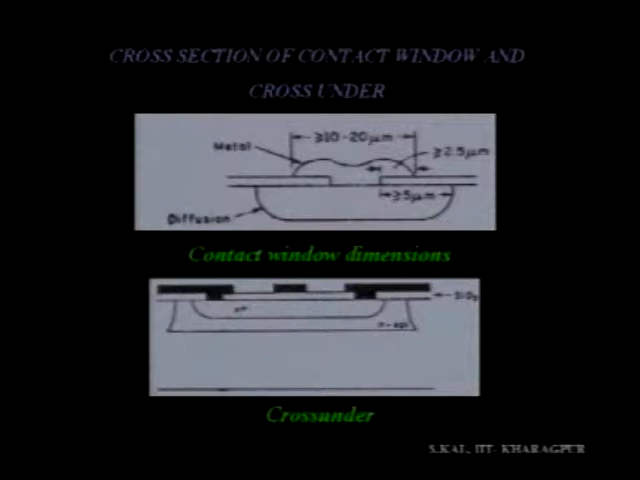 CROSS SECTION OF CONTACT WINDOW AND
CROSS UNDER
≥10-20μm
Metal
≥2.5μm
≥5μm
Diffusion
Contact window dimensions
SiO₂
n-epi
Crossunder
S.KAL, IIT- KHARAGPUR